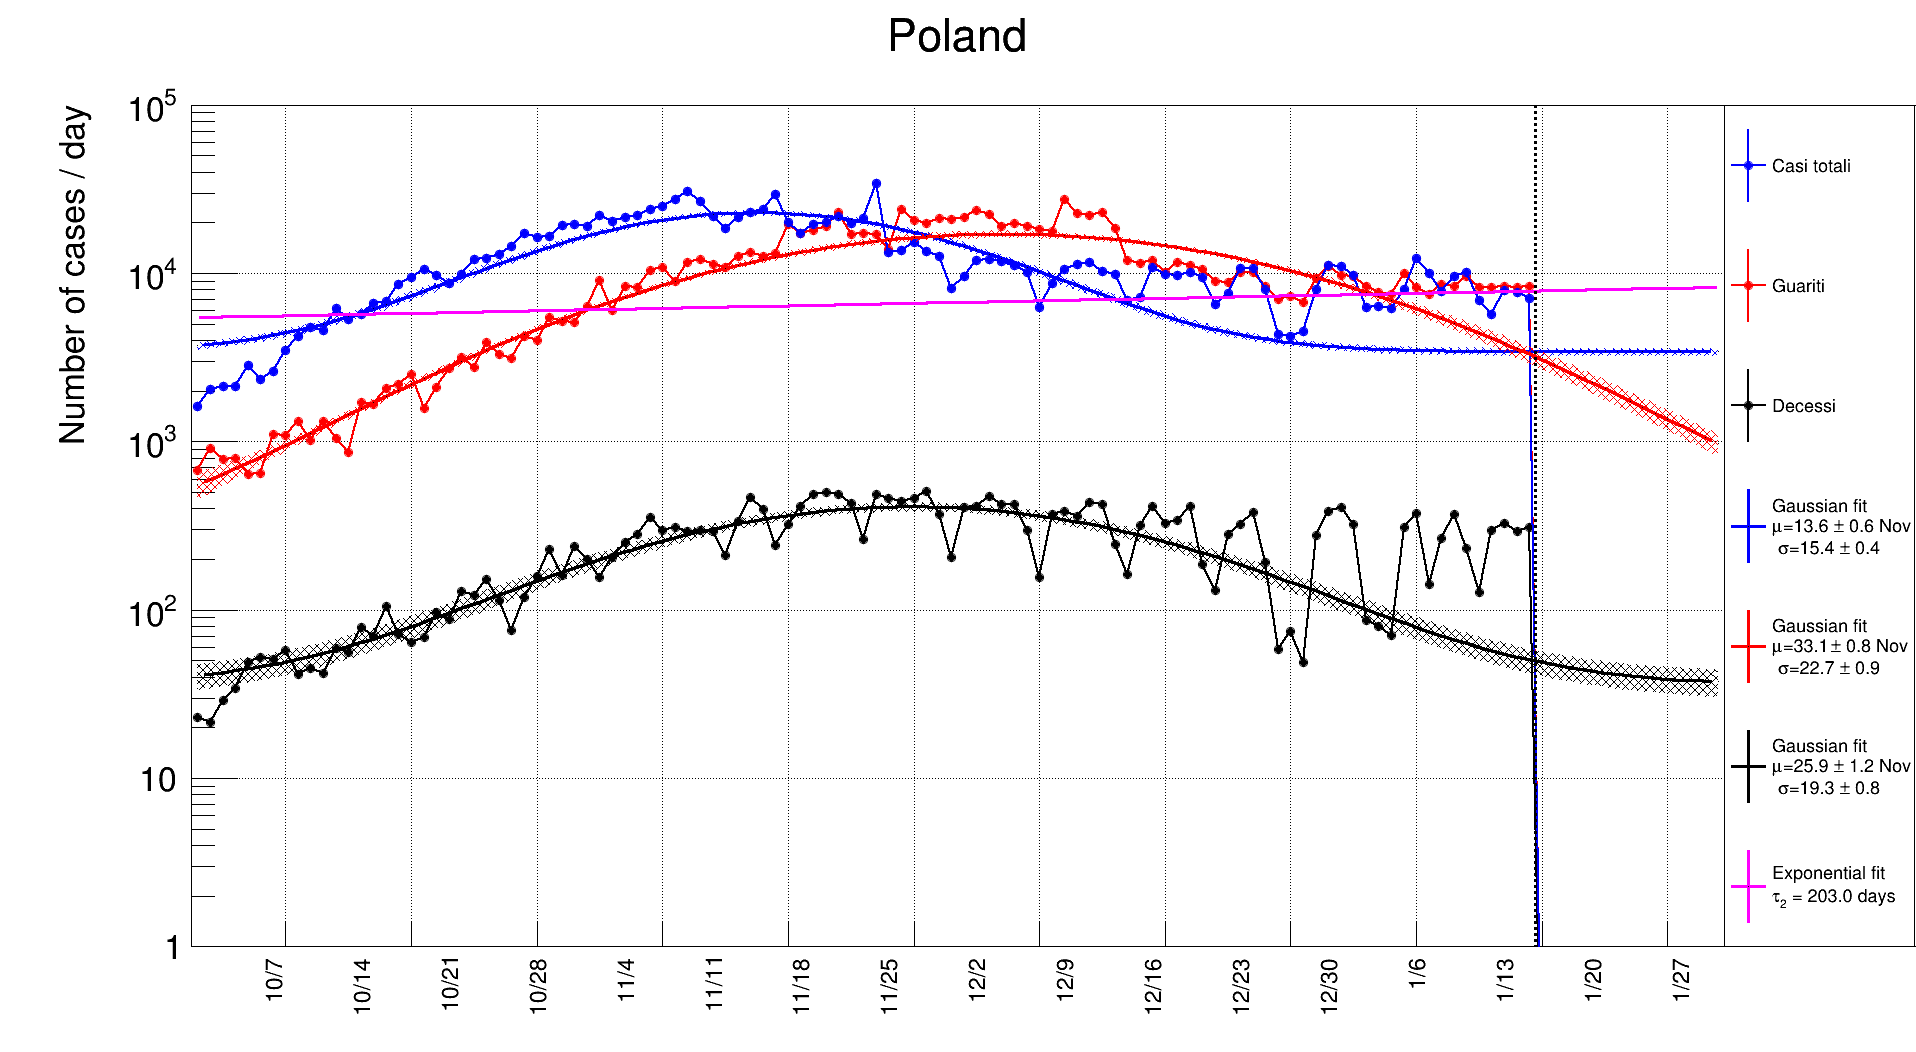 Poland
Number of cases / day
10^5
10^4
10^3
10^2
10
1
10/7
10/14
10/21
10/28
11/4
11/11
11/18
11/25
12/2
12/9
12/16
12/23
12/30
1/6
1/13
1/20
1/27
Casi totali
Guariti
Decessi
Gaussian fit
μ=13.6 ± 0.6 Nov
σ=15.4 ± 0.4
Gaussian fit
μ=33.1 ± 0.8 Nov
σ=22.7 ± 0.9
Gaussian fit
μ=25.9 ± 1.2 Nov
σ=19.3 ± 0.8
Exponential fit
τ₂ = 203.0 days